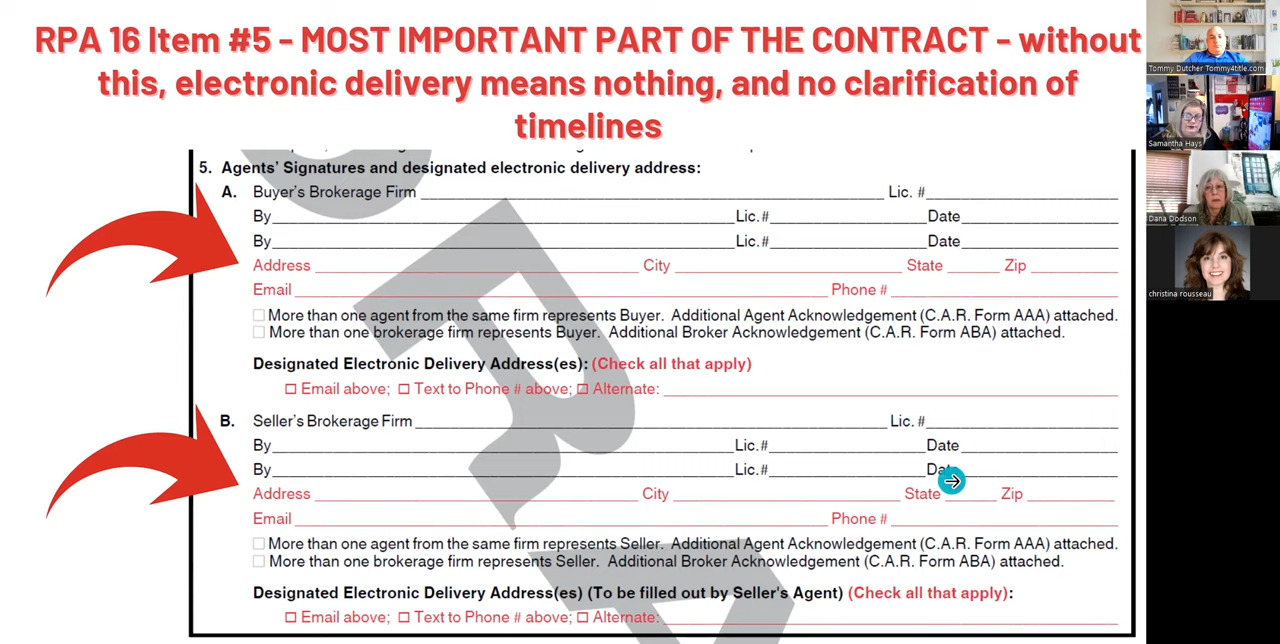 RPA 16 Item #5 - MOST IMPORTANT PART OF THE CONTRACT - without
this, electronic delivery means nothing, and no clarification of
timelines
5. Agents' Signatures and designated electronic delivery address:
A. Buyer's Brokerage Firm Lic. #
By Lic.# Date
By Lic.# Date
Address City State Zip
Email Phone #
More than one agent from the same firm represents Buyer. Additional Agent Acknowledgement (C.A.R. Form AAA) attached.
More than one brokerage firm represents Buyer. Additional Broker Acknowledgement (C.A.R. Form ABA) attached.
Designated Electronic Delivery Address(es): (Check all that apply)
Email above; Text to Phone # above; Alternate:
B. Seller's Brokerage Firm Lic. #
By Lic.# Date
By Lic.# Date
Address City State Zip
Email Phone #
More than one agent from the same firm represents Seller. Additional Agent Acknowledgement (C.A.R. Form AAA) attached.
More than one brokerage firm represents Seller. Additional Broker Acknowledgement (C.A.R. Form ABA) attached.
Designated Electronic Delivery Address(es) (To be filled out by Seller's Agent) (Check all that apply):
Email above; Text to Phone # above; Alternate:
Tommy Dutcher Tommy4title.com
Samantha Hays
Dana Dodson
christina rousseau